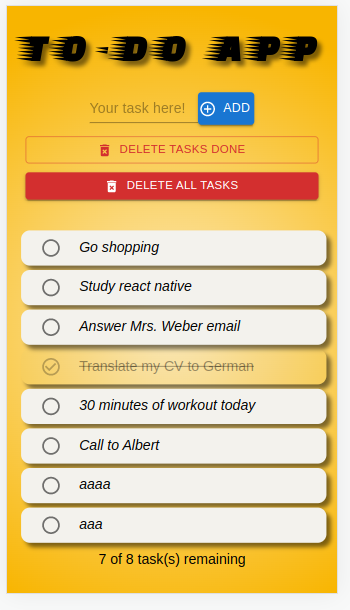 TO-DO APP
Your task here!
ADD
DELETE TASKS DONE
DELETE ALL TASKS
Go shopping
Study react native
Answer Mrs. Weber email
Translate my CV to German
30 minutes of workout today
Call to Albert
aaaa
aaa
7 of 8 task(s) remaining